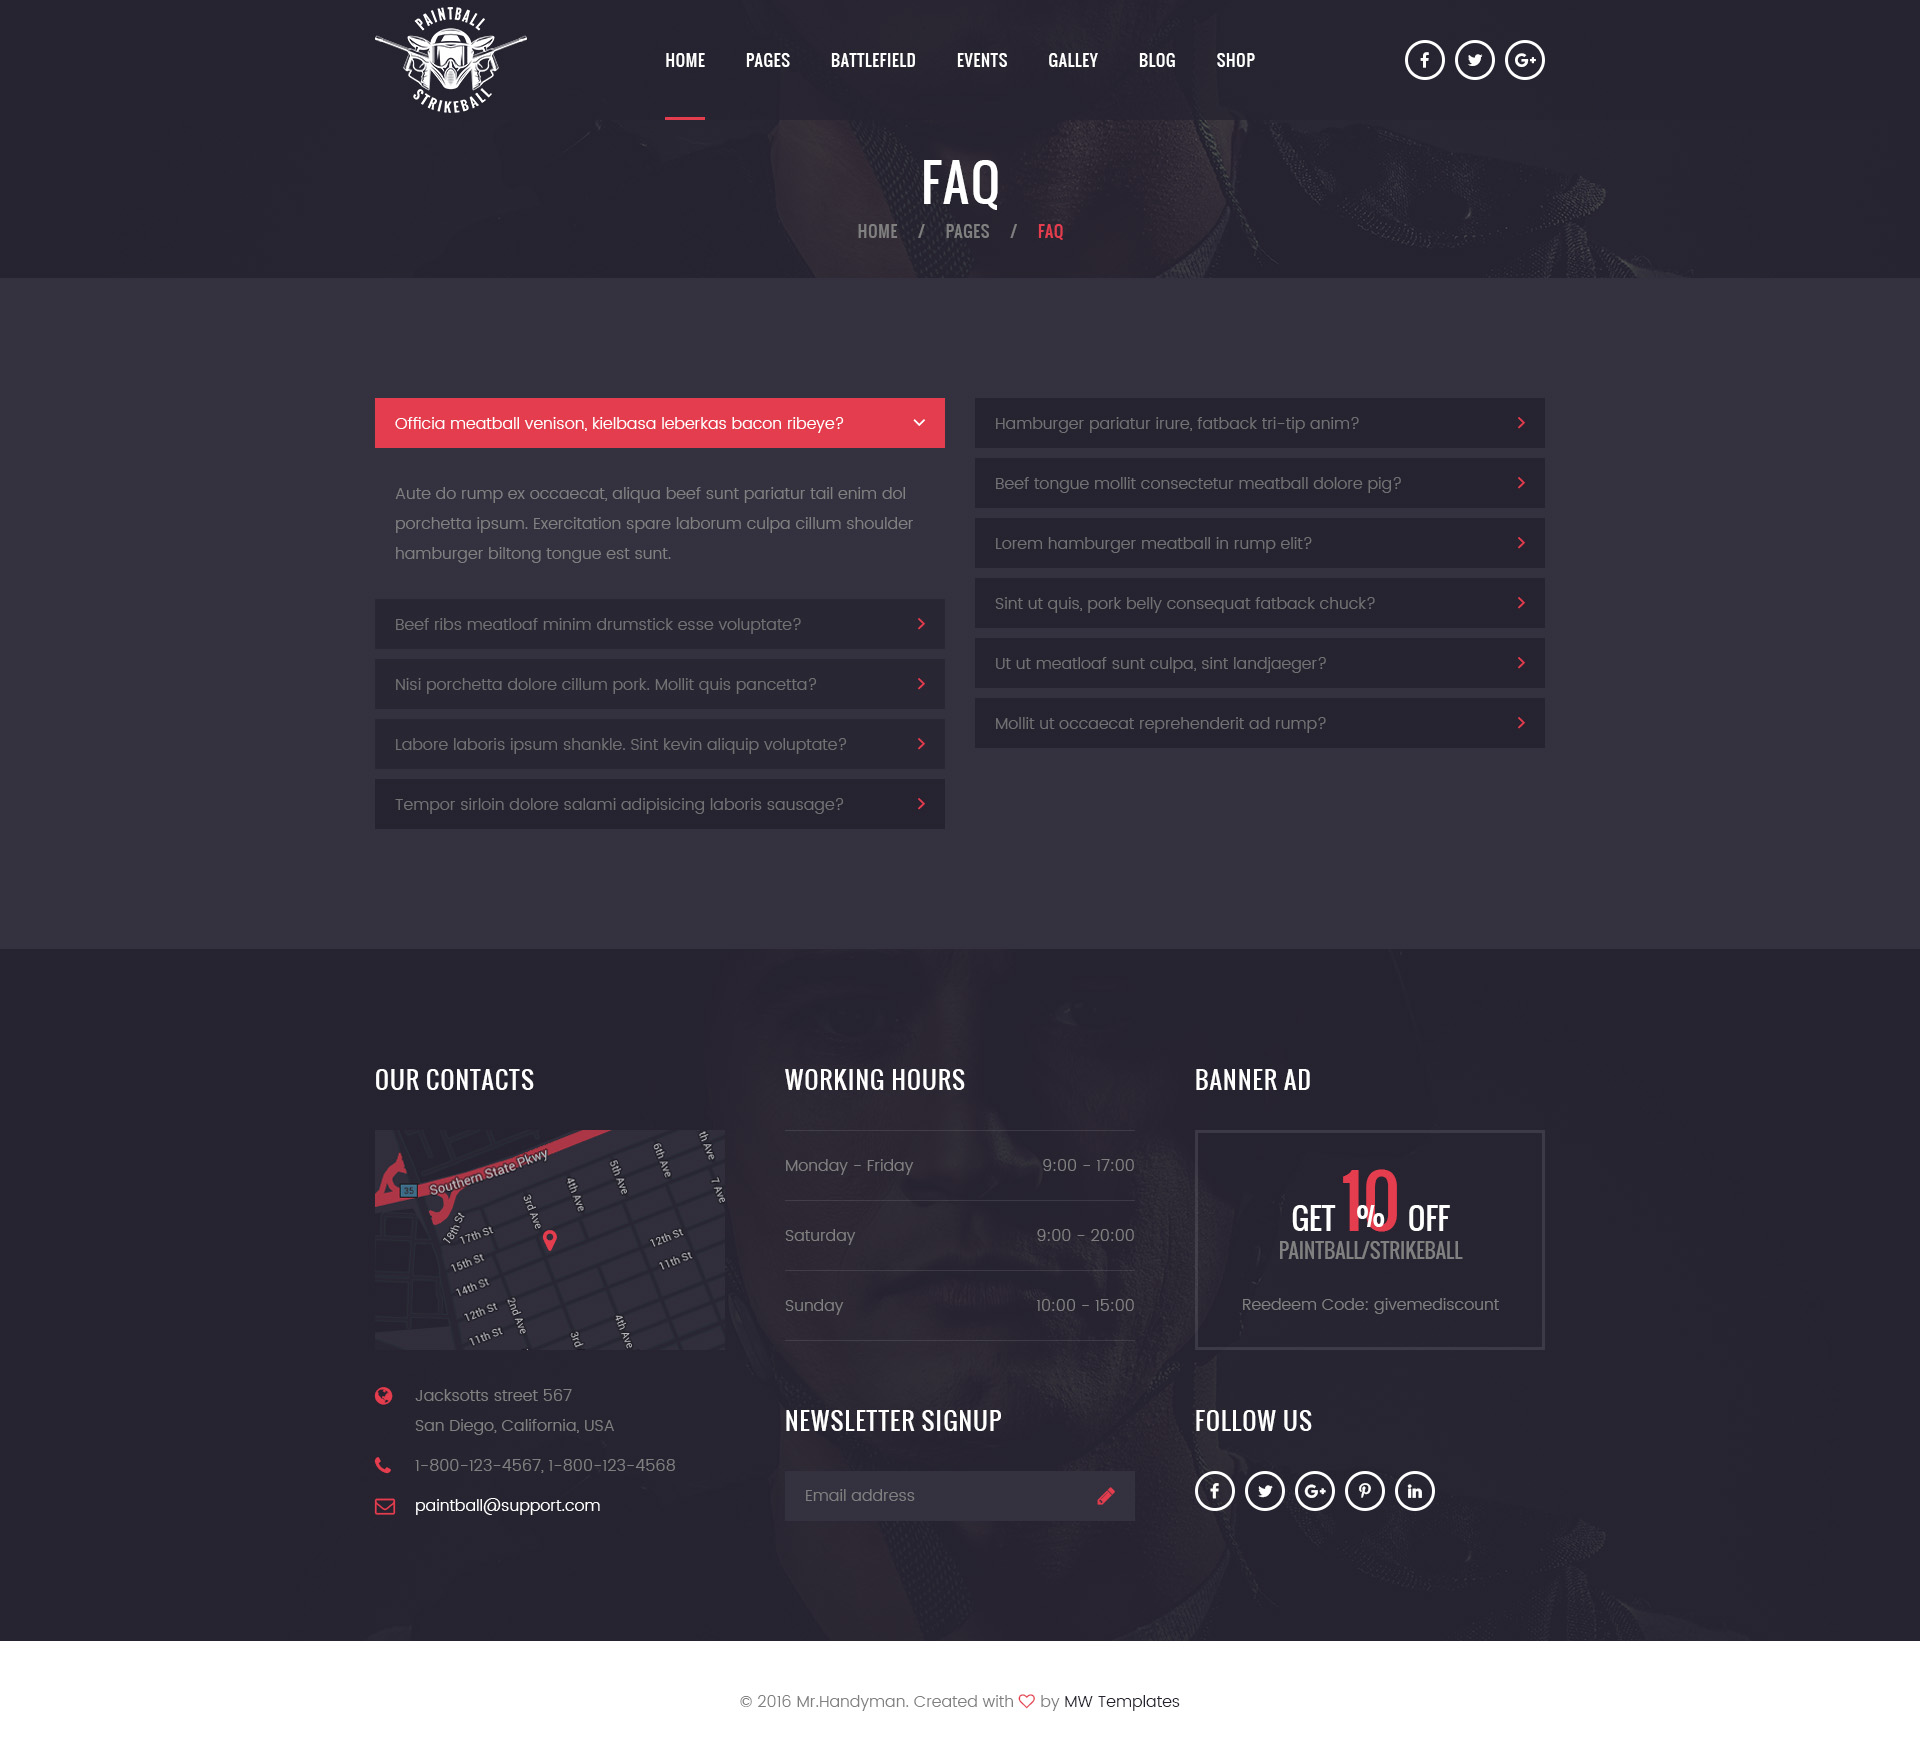 PAINTBALL
STRIKEBALL
HOME PAGES BATTLEFIELD EVENTS GALLEY BLOG SHOP
FAQ
HOME / PAGES / FAQ
Officia meatball venison, kielbasa leberkas bacon ribeye?
Aute do rump ex occaecat, aliqua beef sunt pariatur tail enim dol
porchetta ipsum. Exercitation spare laborum culpa cillum shoulder
hamburger biltong tongue est sunt.
Beef ribs meatloaf minim drumstick esse voluptate?
Nisi porchetta dolore cillum pork. Mollit quis pancetta?
Labore laboris ipsum shankle. Sint kevin aliquip voluptate?
Tempor sirloin dolore salami adipisicing laboris sausage?
Hamburger pariatur irure, fatback tri-tip anim?
Beef tongue mollit consectetur meatball dolore pig?
Lorem hamburger meatball in rump elit?
Sint ut quis, pork belly consequat fatback chuck?
Ut ut meatloaf sunt culpa, sint landjaeger?
Mollit ut occaecat reprehenderit ad rump?
OUR CONTACTS
Southern State Pkwy
35
th Ave
6th Ave
5th Ave
4th Ave
3rd Ave
7 Ave
18th St
17th St
15th St
14th St
12th St
11th St
12th St
11th St
2nd Ave
3rd
4th Ave
Jacksotts street 567
San Diego, California, USA
1-800-123-4567, 1-800-123-4568
paintball@support.com
WORKING HOURS
Monday - Friday 9:00 - 17:00
Saturday 9:00 - 20:00
Sunday 10:00 - 15:00
NEWSLETTER SIGNUP
Email address
BANNER AD
GET 10% OFF
PAINTBALL/STRIKEBALL
Reedeem Code: givemediscount
FOLLOW US
© 2016 Mr.Handyman. Created with ♡ by MW Templates